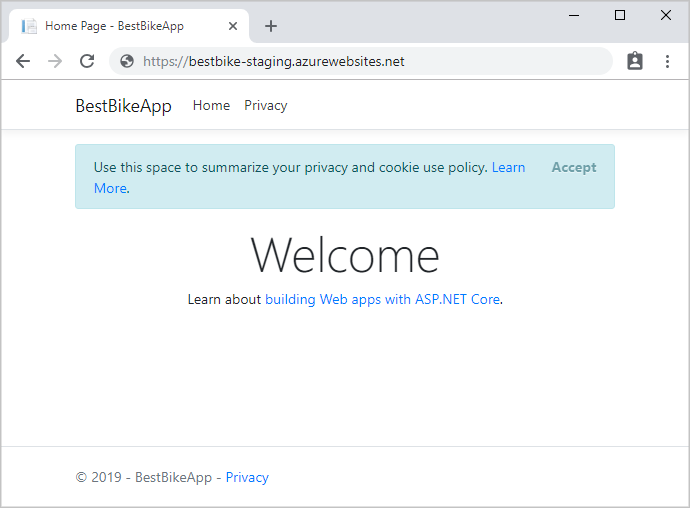 Home Page - BestBikeApp
https://bestbike-staging.azurewebsites.net
BestBikeApp Home Privacy
Use this space to summarize your privacy and cookie use policy. Learn More. Accept
Welcome
Learn about building Web apps with ASP.NET Core.
© 2019 - BestBikeApp - Privacy